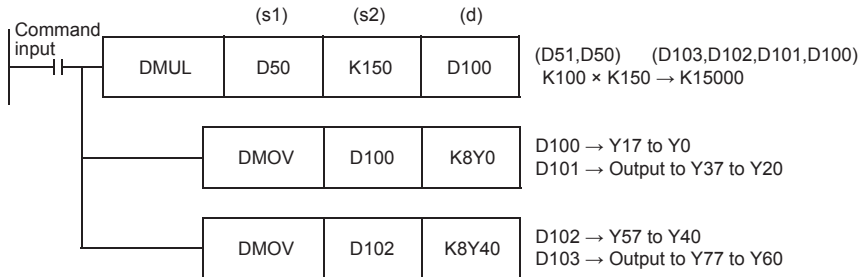 (s1) (s2) (d)
Command
input
DMUL D50 K150 D100
(D51,D50) (D103,D102,D101,D100)
K100 × K150 → K15000
DMOV D100 K8Y0
D100 → Y17 to Y0
D101 → Output to Y37 to Y20
DMOV D102 K8Y40
D102 → Y57 to Y40
D103 → Output to Y77 to Y60